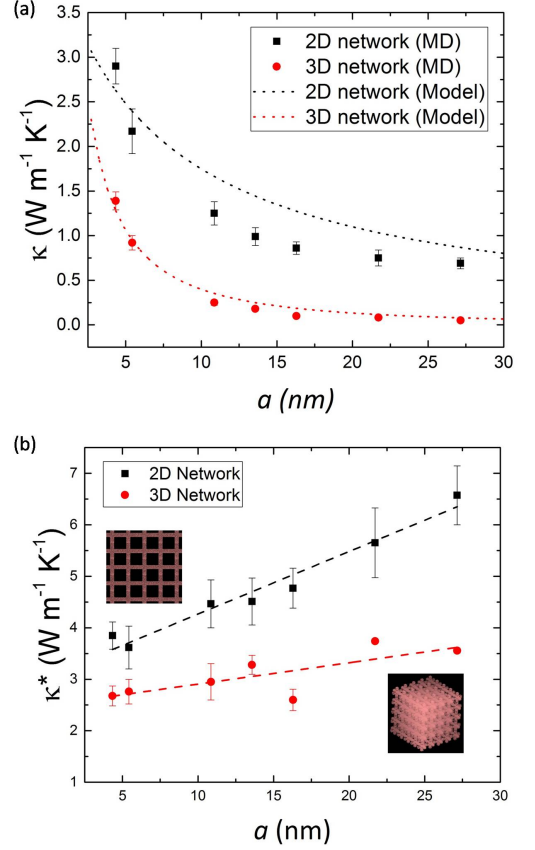 (a)
3.5
3.0
2.5
2.0
1.5
1.0
0.5
0.0
κ (W m⁻¹ K⁻¹)
2D network (MD)
3D network (MD)
2D network (Model)
3D network (Model)
5 10 15 20 25 30
a (nm)
(b)
7
6
5
4
3
2
1
κ* (W m⁻¹ K⁻¹)
2D Network
3D Network
5 10 15 20 25 30
a (nm)